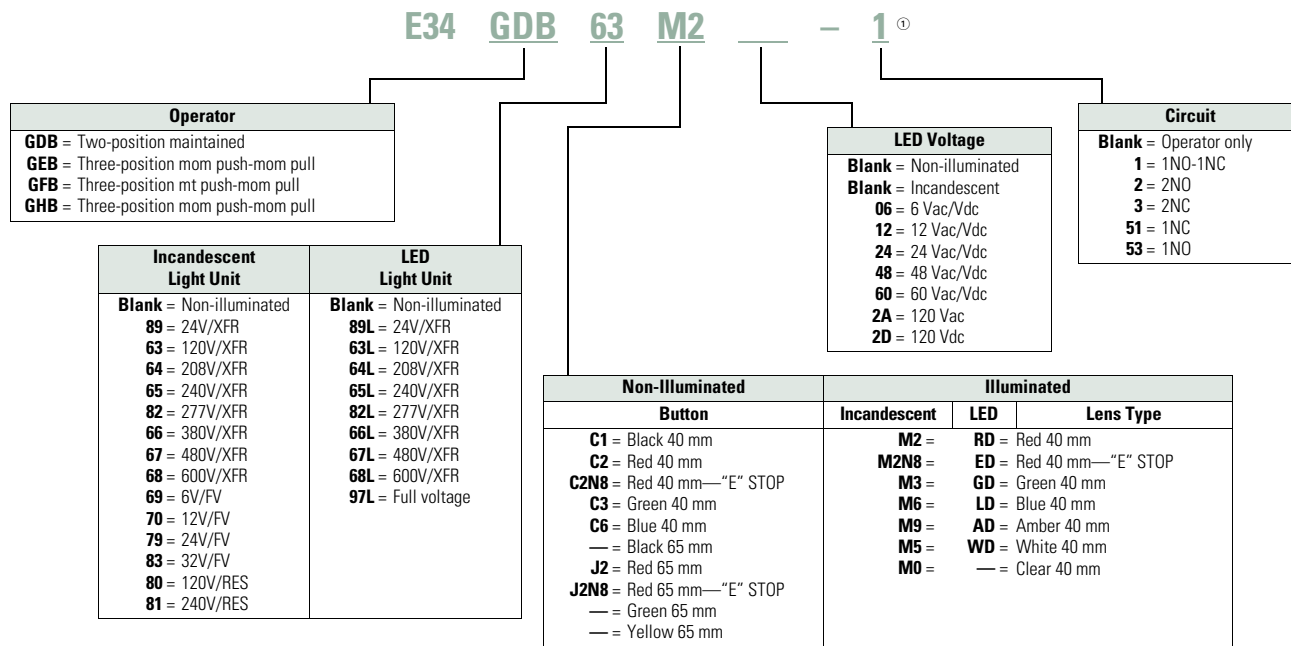 E34 GDB 63 M2 – 1 ①
Operator
GDB = Two-position maintained
GEB = Three-position mom push-mom pull
GFB = Three-position mt push-mom pull
GHB = Three-position mom push-mom pull
LED Voltage
Blank = Non-illuminated
Blank = Incandescent
06 = 6 Vac/Vdc
12 = 12 Vac/Vdc
24 = 24 Vac/Vdc
48 = 48 Vac/Vdc
60 = 60 Vac/Vdc
2A = 120 Vac
2D = 120 Vdc
Circuit
Blank = Operator only
1 = 1NO-1NC
2 = 2NO
3 = 2NC
51 = 1NC
53 = 1NO
Incandescent
Light Unit
Blank = Non-illuminated
89 = 24V/XFR
63 = 120V/XFR
64 = 208V/XFR
65 = 240V/XFR
82 = 277V/XFR
66 = 380V/XFR
67 = 480V/XFR
68 = 600V/XFR
69 = 6V/FV
70 = 12V/FV
79 = 24V/FV
83 = 32V/FV
80 = 120V/RES
81 = 240V/RES
LED
Light Unit
Blank = Non-illuminated
89L = 24V/XFR
63L = 120V/XFR
64L = 208V/XFR
65L = 240V/XFR
82L = 277V/XFR
66L = 380V/XFR
67L = 480V/XFR
68L = 600V/XFR
97L = Full voltage
Non-Illuminated
Button
C1 = Black 40 mm
C2 = Red 40 mm
C2N8 = Red 40 mm—“E” STOP
C3 = Green 40 mm
C6 = Blue 40 mm
— = Black 65 mm
J2 = Red 65 mm
J2N8 = Red 65 mm—“E” STOP
— = Green 65 mm
— = Yellow 65 mm
Illuminated
Incandescent LED Lens Type
M2 = RD = Red 40 mm
M2N8 = ED = Red 40 mm—“E” STOP
M3 = GD = Green 40 mm
M6 = LD = Blue 40 mm
M9 = AD = Amber 40 mm
M5 = WD = White 40 mm
M0 = — = Clear 40 mm